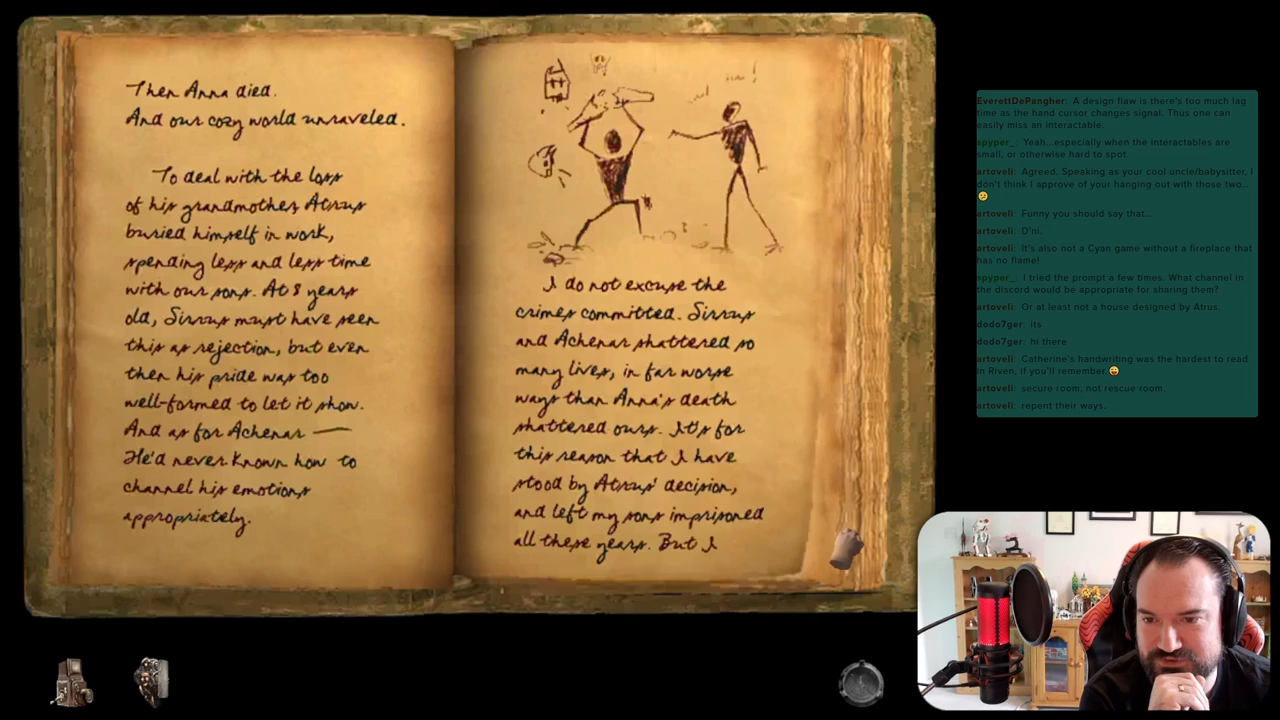 Then Anna died.
And our cozy world unraveled.
To deal with the loss
of his grandmother, Atrus
buried himself in work,
spending less and less time
with our sons. At 8 years
old, Sirrus must have seen
this as rejection, but even
then his pride was too
well-formed to let it show.
And as for Achenar —
He'd never known how to
channel his emotions
appropriately.
I do not excuse the
crimes committed. Sirrus
and Achenar shattered so
many lives, in far worse
ways than Anna's death
shattered ours. It's for
this reason that I have
stood by Atrus' decision,
and left my sons imprisoned
all these years. But I
EverettDePangher: A design flaw is there's too much lag
time as the hand cursor changes signal. Thus one can
easily miss an interactable.
spyper_: Yeah...especially when the interactables are
small, or otherwise hard to spot.
artoveli: Agreed. Speaking as your cool uncle/babysitter, I
don't think I approve of your hanging out with those two...
artoveli: Funny you should say that...
artoveli: D'ni.
artoveli: It's also not a Cyan game without a fireplace that
has no flame!
spyper_: I tried the prompt a few times. What channel in
the discord would be appropriate for sharing them?
artoveli: Or at least not a house designed by Atrus.
dodo7ger: its
dodo7ger: hi there
artoveli: Catherine's handwriting was the hardest to read
in Riven, if you'll remember.
artoveli: secure room, not rescue room.
artoveli: repent their ways.